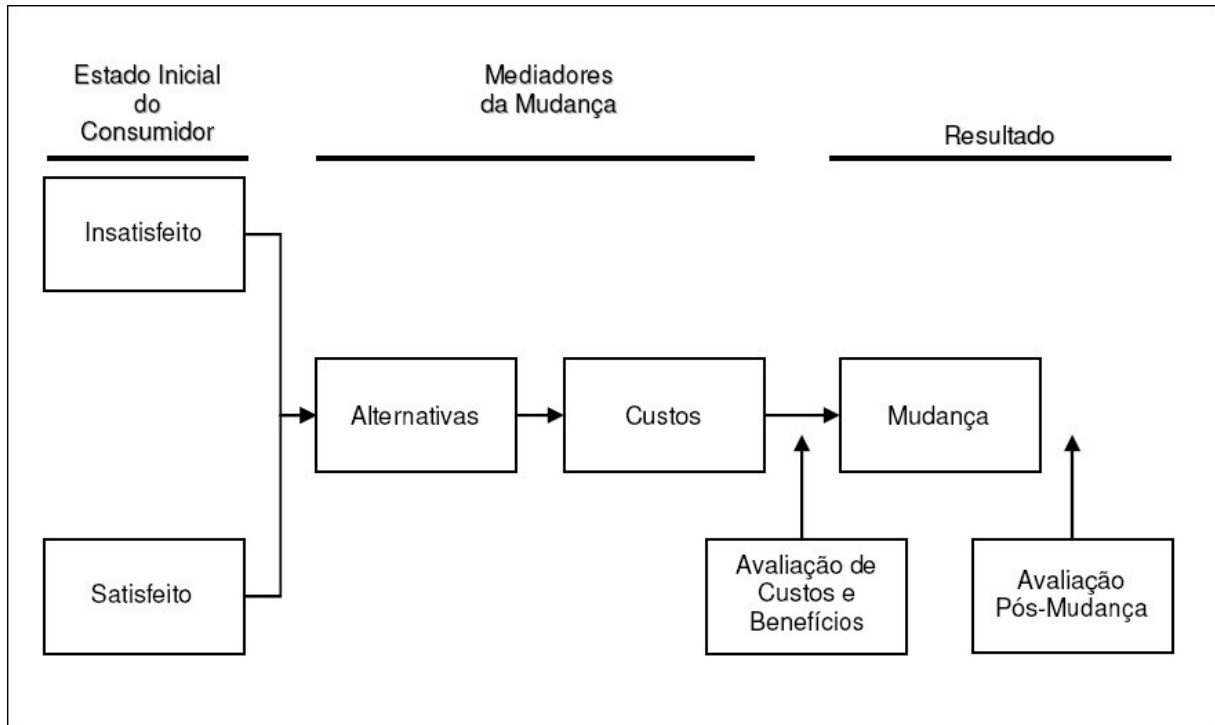 Estado Inicial
do
Consumidor
Mediadores
da Mudança
Resultado
Insatisfeito
Alternativas
Custos
Mudança
Satisfeito
Avaliação de
Custos e
Benefícios
Avaliação
Pós-Mudança